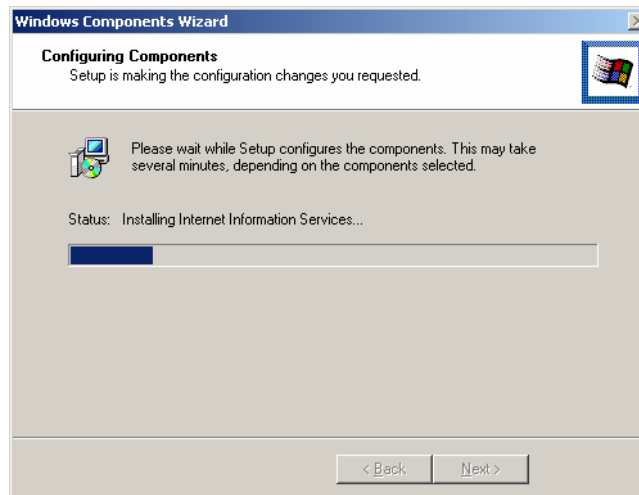 Windows Components Wizard
Configuring Components
Setup is making the configuration changes you requested.
Please wait while Setup configures the components. This may take
several minutes, depending on the components selected.
Status: Installing Internet Information Services...
< Back Next >